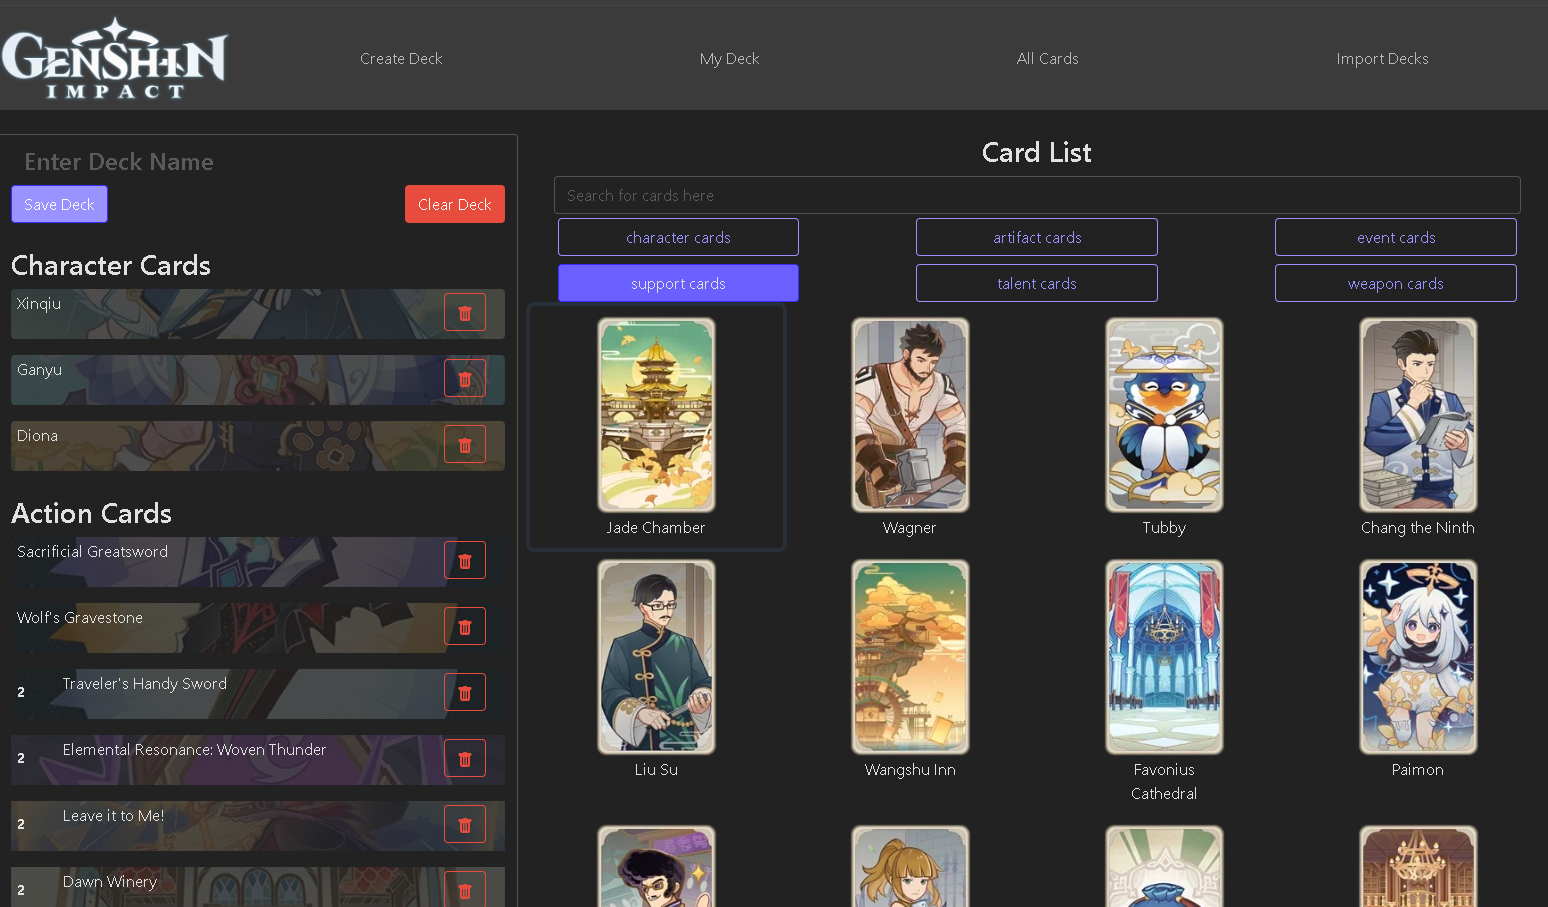 GENSHIN
IMPACT
Create Deck
My Deck
All Cards
Import Decks
Enter Deck Name
Save Deck
Clear Deck
Character Cards
Xinqiu
Ganyu
Diona
Action Cards
Sacrificial Greatsword
Wolf's Gravestone
2 Traveler's Handy Sword
2 Elemental Resonance: Woven Thunder
2 Leave it to Me!
2 Dawn Winery
Card List
Search for cards here
character cards
artifact cards
event cards
support cards
talent cards
weapon cards
Jade Chamber
Wagner
Tubby
Chang the Ninth
Liu Su
Wangshu Inn
Favonius
Cathedral
Paimon